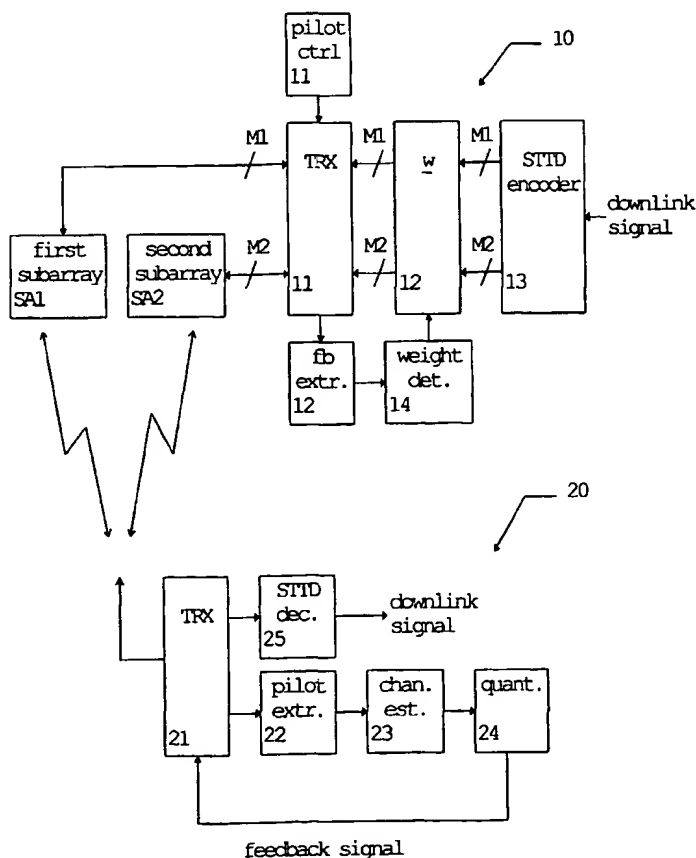 pilot
ctrl
11
10
M1
M1
M1
TRX
w
STTD
encoder
downlink
signal
first
subarray
SA1
second
subarray
SA2
M2
M2
M2
11
12
13
fb
extr.
12
weight
det.
14
20
TRX
21
STTD
dec.
25
downlink
signal
pilot
extr.
22
chan.
est.
23
quant.
24
feedback signal